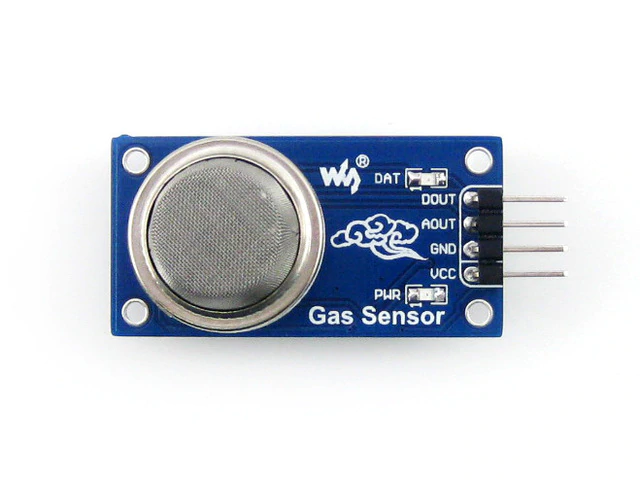 W®
DAT
DOUT
AOUT
GND
VCC
PWR
Gas Sensor